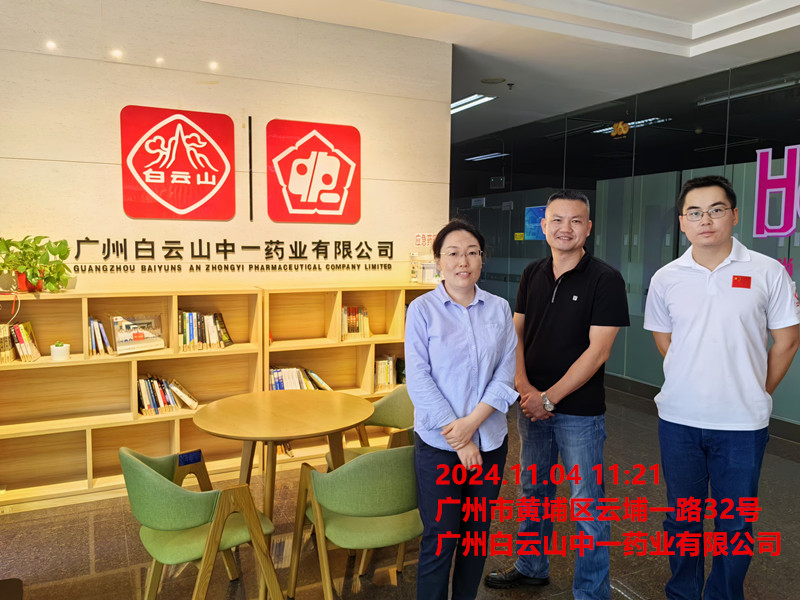 白云山
广州白云山中一药业有限公司
GUANGZHOU BAIYUNS AN ZHONGYI PHARMACEUTICAL COMPANY LIMITED
2024.11.04 11:21
广州市黄埔区云埔一路32号
广州白云山中一药业有限公司